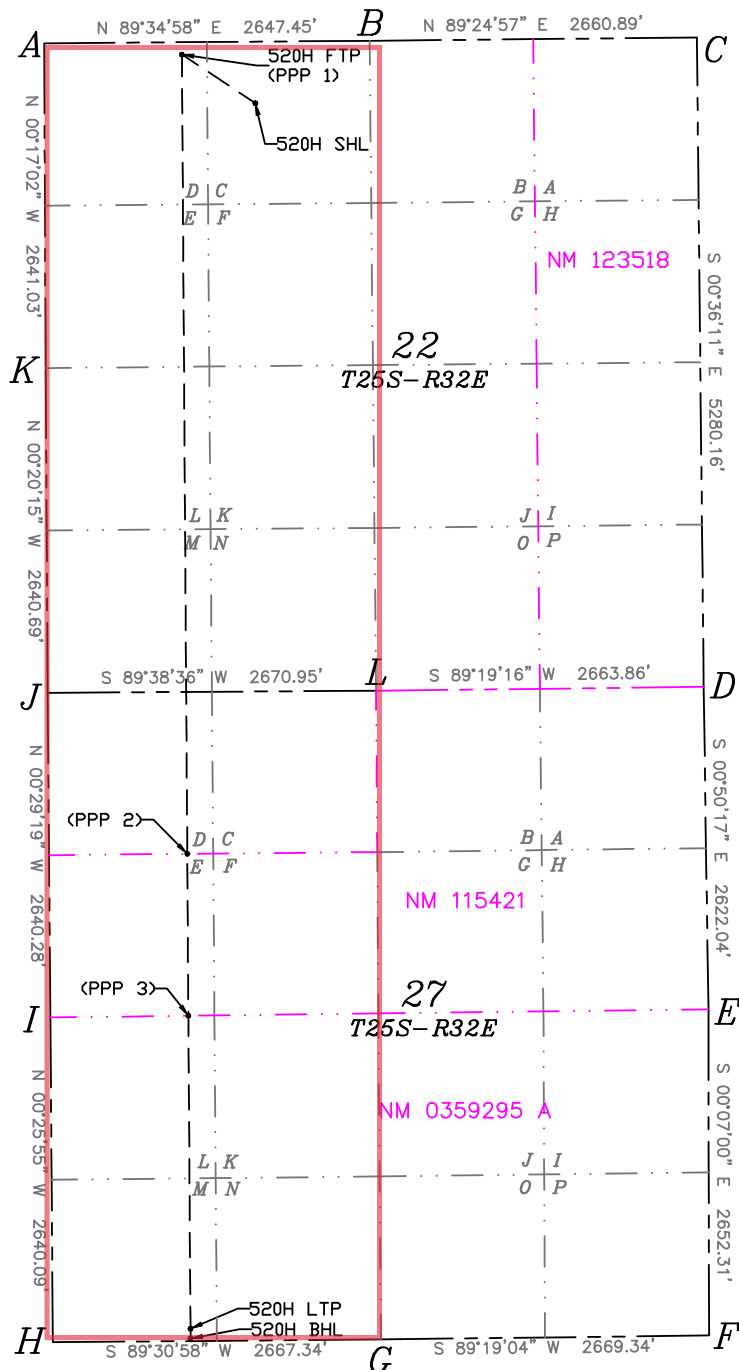 N 89°34'58" E 2647.45'
B
N 89°24'57" E 2660.89'
A
C
520H FTP
(PPP 1)
520H SHL
N 00°17'02" W 2641.03'
D C
E F
B A
G H
NM 123518
S 00°36'11" E 5280.16'
22
T25S-R32E
K
N 00°20'15" W 2640.69'
L K
M N
J I
O P
S 89°38'36" W 2670.95'
L
S 89°19'16" W 2663.86'
J
D
N 00°29'19" W 2640.28'
S 00°50'17" E 2622.04'
(PPP 2)
D C
E F
B A
G H
NM 115421
(PPP 3)
27
T25S-R32E
I
E
N 00°25'55" W 2640.09'
S 00°07'00" E 2652.31'
NM 0359295 A
L K
M N
J I
O P
520H LTP
520H BHL
H
F
S 89°30'58" W 2667.34'
G
S 89°19'04" W 2669.34'